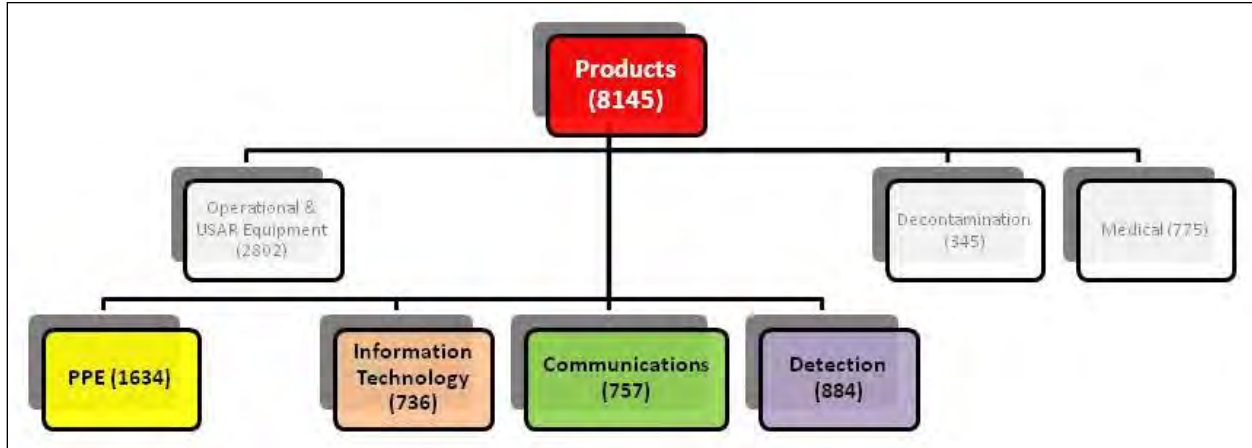 Products
(8145)
Operational &
USAR Equipment
(2802)
Decontamination
(345)
Medical (775)
PPE (1634)
Information
Technology
(736)
Communications
(757)
Detection
(884)